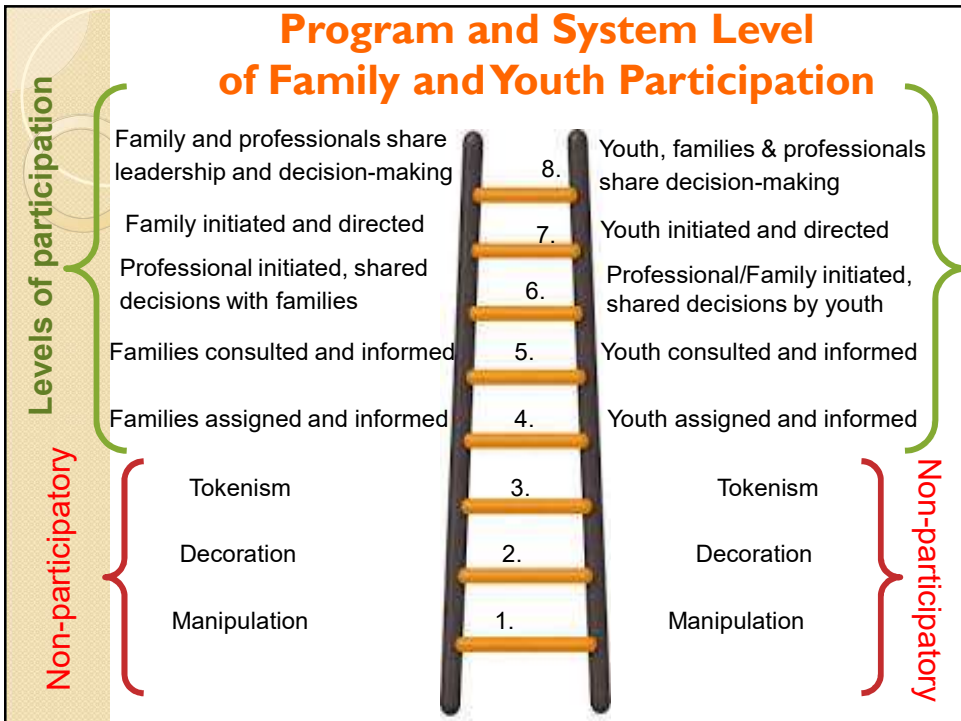 Program and System Level
of Family and Youth Participation
Levels of participation
Family and professionals share
leadership and decision-making
8.
Youth, families & professionals
share decision-making
Family initiated and directed
7.
Youth initiated and directed
Professional initiated, shared
decisions with families
6.
Professional/Family initiated,
shared decisions by youth
Families consulted and informed
5.
Youth consulted and informed
Families assigned and informed
4.
Youth assigned and informed
Non-participatory
Tokenism
3.
Tokenism
Decoration
2.
Decoration
Manipulation
1.
Manipulation
Non-participatory